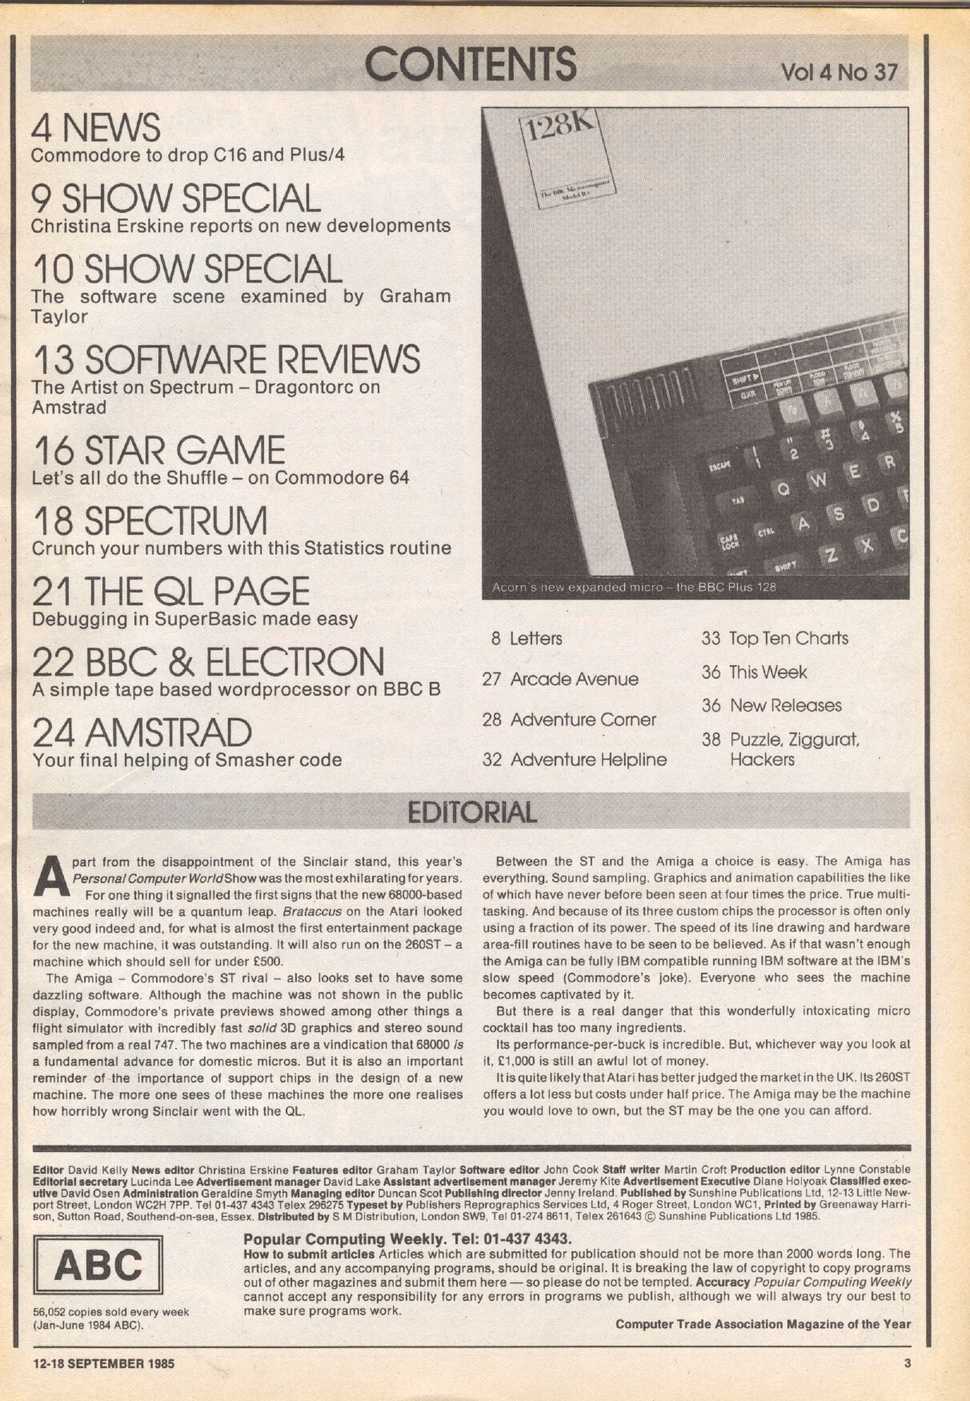 CONTENTS
Vol 4 No 37
4 NEWS
Commodore to drop C16 and Plus/4
9 SHOW SPECIAL
Christina Erskine reports on new developments
10 SHOW SPECIAL
The software scene examined by Graham
Taylor
13 SOFTWARE REVIEWS
The Artist on Spectrum – Dragontorc on
Amstrad
16 STAR GAME
Let's all do the Shuffle – on Commodore 64
18 SPECTRUM
Crunch your numbers with this Statistics routine
21 THE QL PAGE
Debugging in SuperBasic made easy
22 BBC & ELECTRON
A simple tape based wordprocessor on BBC B
24 AMSTRAD
Your final helping of Smasher code
128K
The BBC Microcomputer
Model B+
SHIFT
ESCAPE ! 1 " 2 # 3 4 % 5
TAB Q W E R
CAPS LOCK CTRL A S D
SHIFT Z X C
Acorn's new expanded micro – the BBC Plus 128
8 Letters
27 Arcade Avenue
28 Adventure Corner
32 Adventure Helpline
33 Top Ten Charts
36 This Week
36 New Releases
38 Puzzle, Ziggurat,
Hackers
EDITORIAL
Apart from the disappointment of the Sinclair stand, this year's
Personal Computer World Show was the most exhilarating for years.
For one thing it signalled the first signs that the new 68000-based
machines really will be a quantum leap. Brataccus on the Atari looked
very good indeed and, for what is almost the first entertainment package
for the new machine, it was outstanding. It will also run on the 260ST – a
machine which should sell for under £500.
The Amiga – Commodore's ST rival – also looks set to have some
dazzling software. Although the machine was not shown in the public
display, Commodore's private previews showed among other things a
flight simulator with incredibly fast solid 3D graphics and stereo sound
sampled from a real 747. The two machines are a vindication that 68000 is
a fundamental advance for domestic micros. But it is also an important
reminder of the importance of support chips in the design of a new
machine. The more one sees of these machines the more one realises
how horribly wrong Sinclair went with the QL.
Between the ST and the Amiga a choice is easy. The Amiga has
everything. Sound sampling. Graphics and animation capabilities the like
of which have never before been seen at four times the price. True multi-
tasking. And because of its three custom chips the processor is often only
using a fraction of its power. The speed of its line drawing and hardware
area-fill routines have to be seen to be believed. As if that wasn't enough
the Amiga can be fully IBM compatible running IBM software at the IBM's
slow speed (Commodore's joke). Everyone who sees the machine
becomes captivated by it.
But there is a real danger that this wonderfully intoxicating micro
cocktail has too many ingredients.
Its performance-per-buck is incredible. But, whichever way you look at
it, £1,000 is still an awful lot of money.
It is quite likely that Atari has better judged the market in the UK. Its 260ST
offers a lot less but costs under half price. The Amiga may be the machine
you would love to own, but the ST may be the one you can afford.
Editor David Kelly News editor Christina Erskine Features editor Graham Taylor Software editor John Cook Staff writer Martin Croft Production editor Lynne Constable
Editorial secretary Lucinda Lee Advertisement manager David Lake Assistant advertisement manager Jeremy Kite Advertisement Executive Diane Holyoak Classified exec-
utive David Osen Administration Geraldine Smyth Managing editor Duncan Scot Publishing director Jenny Ireland. Published by Sunshine Publications Ltd, 12-13 Little New-
port Street, London WC2H 7PP. Tel 01-437 4343 Telex 296275 Typeset by Publishers Reprographics Services Ltd, 4 Roger Street, London WC1, Printed by Greenaway Harri-
son, Sutton Road, Southend-on-sea, Essex. Distributed by S M Distribution, London SW9, Tel 01-274 8611, Telex 261643 © Sunshine Publications Ltd 1985.
ABC
56,052 copies sold every week
(Jan-June 1984 ABC).
Popular Computing Weekly. Tel: 01-437 4343.
How to submit articles Articles which are submitted for publication should not be more than 2000 words long. The
articles, and any accompanying programs, should be original. It is breaking the law of copyright to copy programs
out of other magazines and submit them here — so please do not be tempted. Accuracy Popular Computing Weekly
cannot accept any responsibility for any errors in programs we publish, although we will always try our best to
make sure programs work.
Computer Trade Association Magazine of the Year
12-18 SEPTEMBER 1985
3